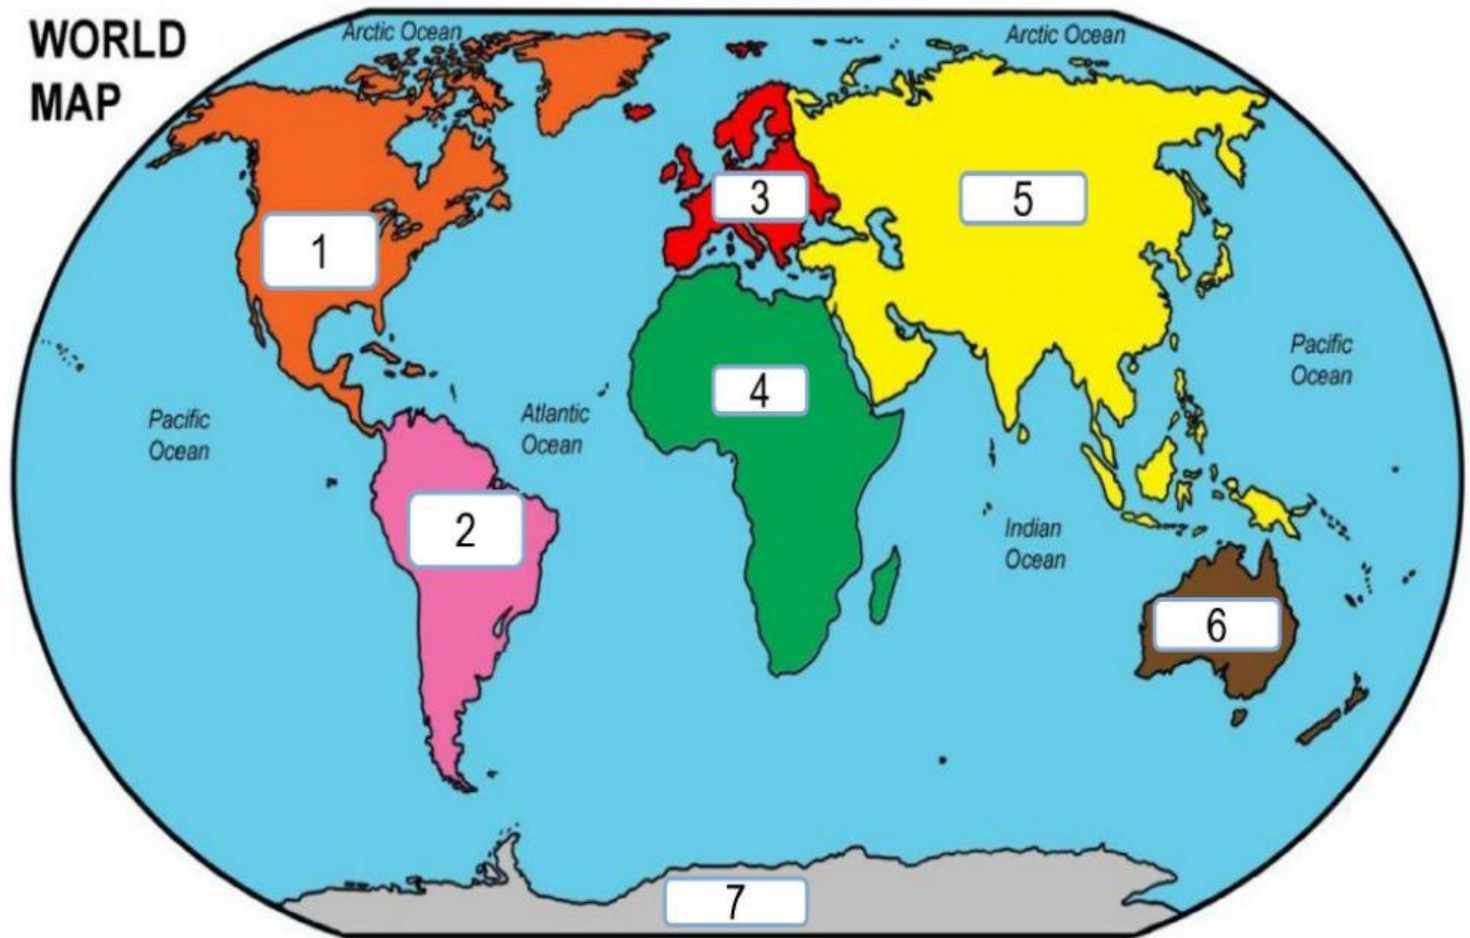 WORLD
MAP
Arctic Ocean
Arctic Ocean
1
3
5
Pacific
Ocean
4
Pacific
Ocean
Atlantic
Ocean
2
Indian
Ocean
6
7